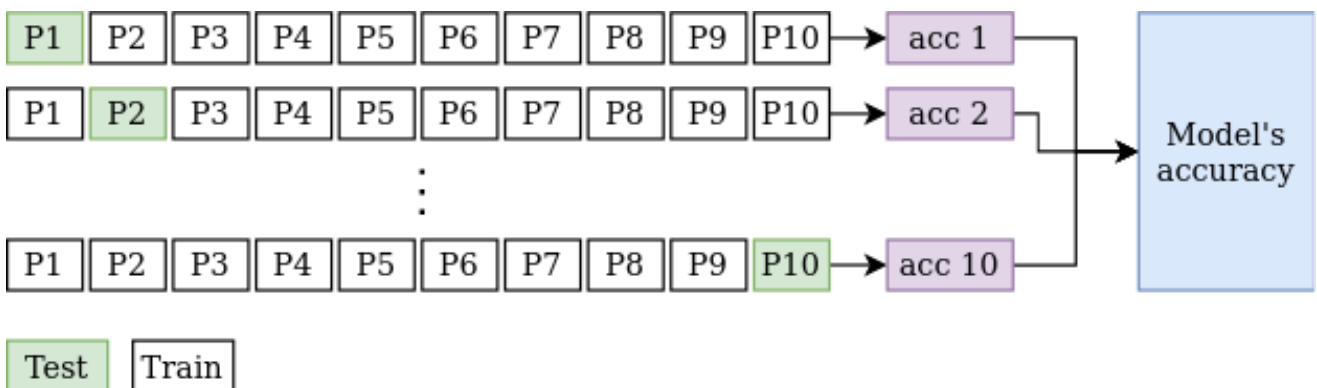 P1 P2 P3 P4 P5 P6 P7 P8 P9 P10 acc 1
P1 P2 P3 P4 P5 P6 P7 P8 P9 P10 acc 2
Model's
accuracy
⋮
P1 P2 P3 P4 P5 P6 P7 P8 P9 P10 acc 10
Test Train